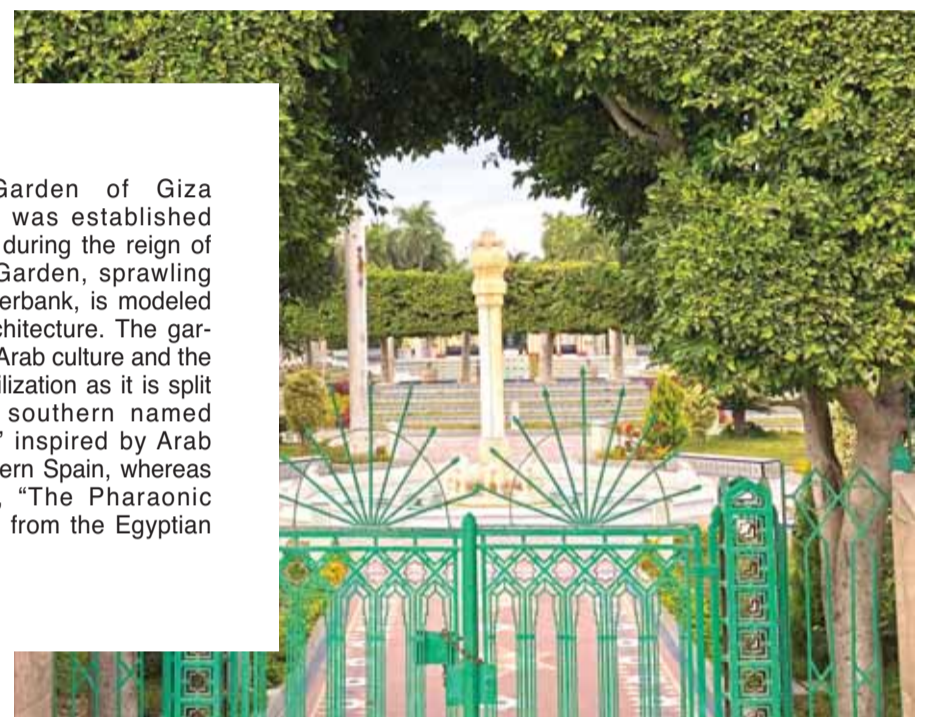 Garden of Giza
was established
during the reign of
Garden, sprawling
erbank, is modeled
chitecture. The gar-
Arab culture and the
ilization as it is split
southern named
” inspired by Arab
ern Spain, whereas
, “The Pharaonic
from the Egyptian